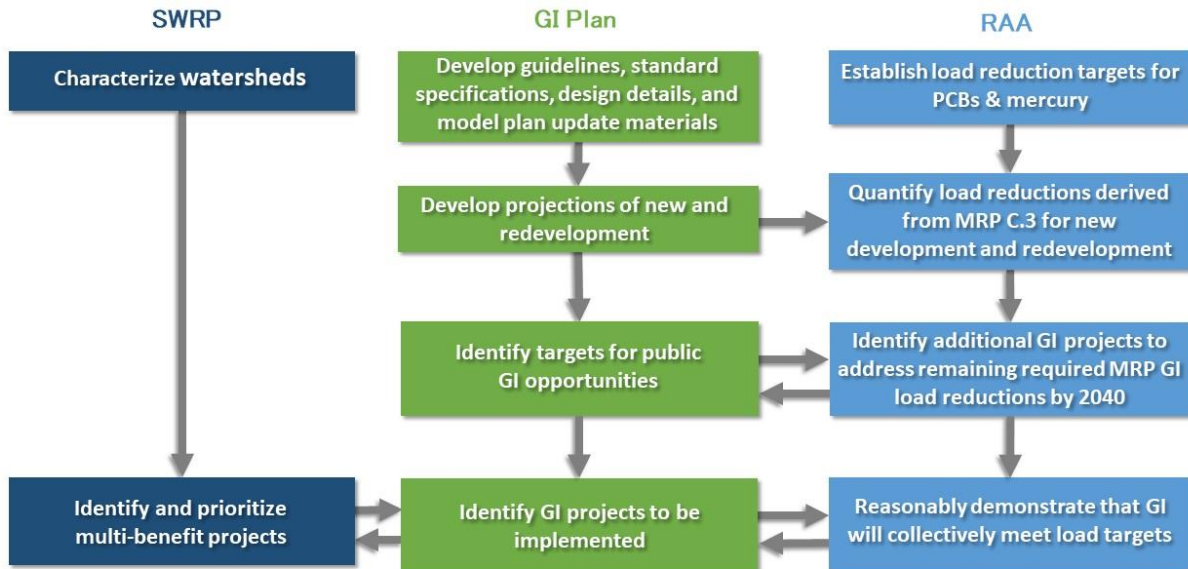 SWRP
GI Plan
RAA
Characterize watersheds
Develop guidelines, standard
specifications, design details, and
model plan update materials
Establish load reduction targets for
PCBs & mercury
Develop projections of new and
redevelopment
Quantify load reductions derived
from MRP C.3 for new
development and redevelopment
Identify targets for public
GI opportunities
Identify additional GI projects to
address remaining required MRP GI
load reductions by 2040
Identify and prioritize
multi-benefit projects
Identify GI projects to be
implemented
Reasonably demonstrate that GI
will collectively meet load targets